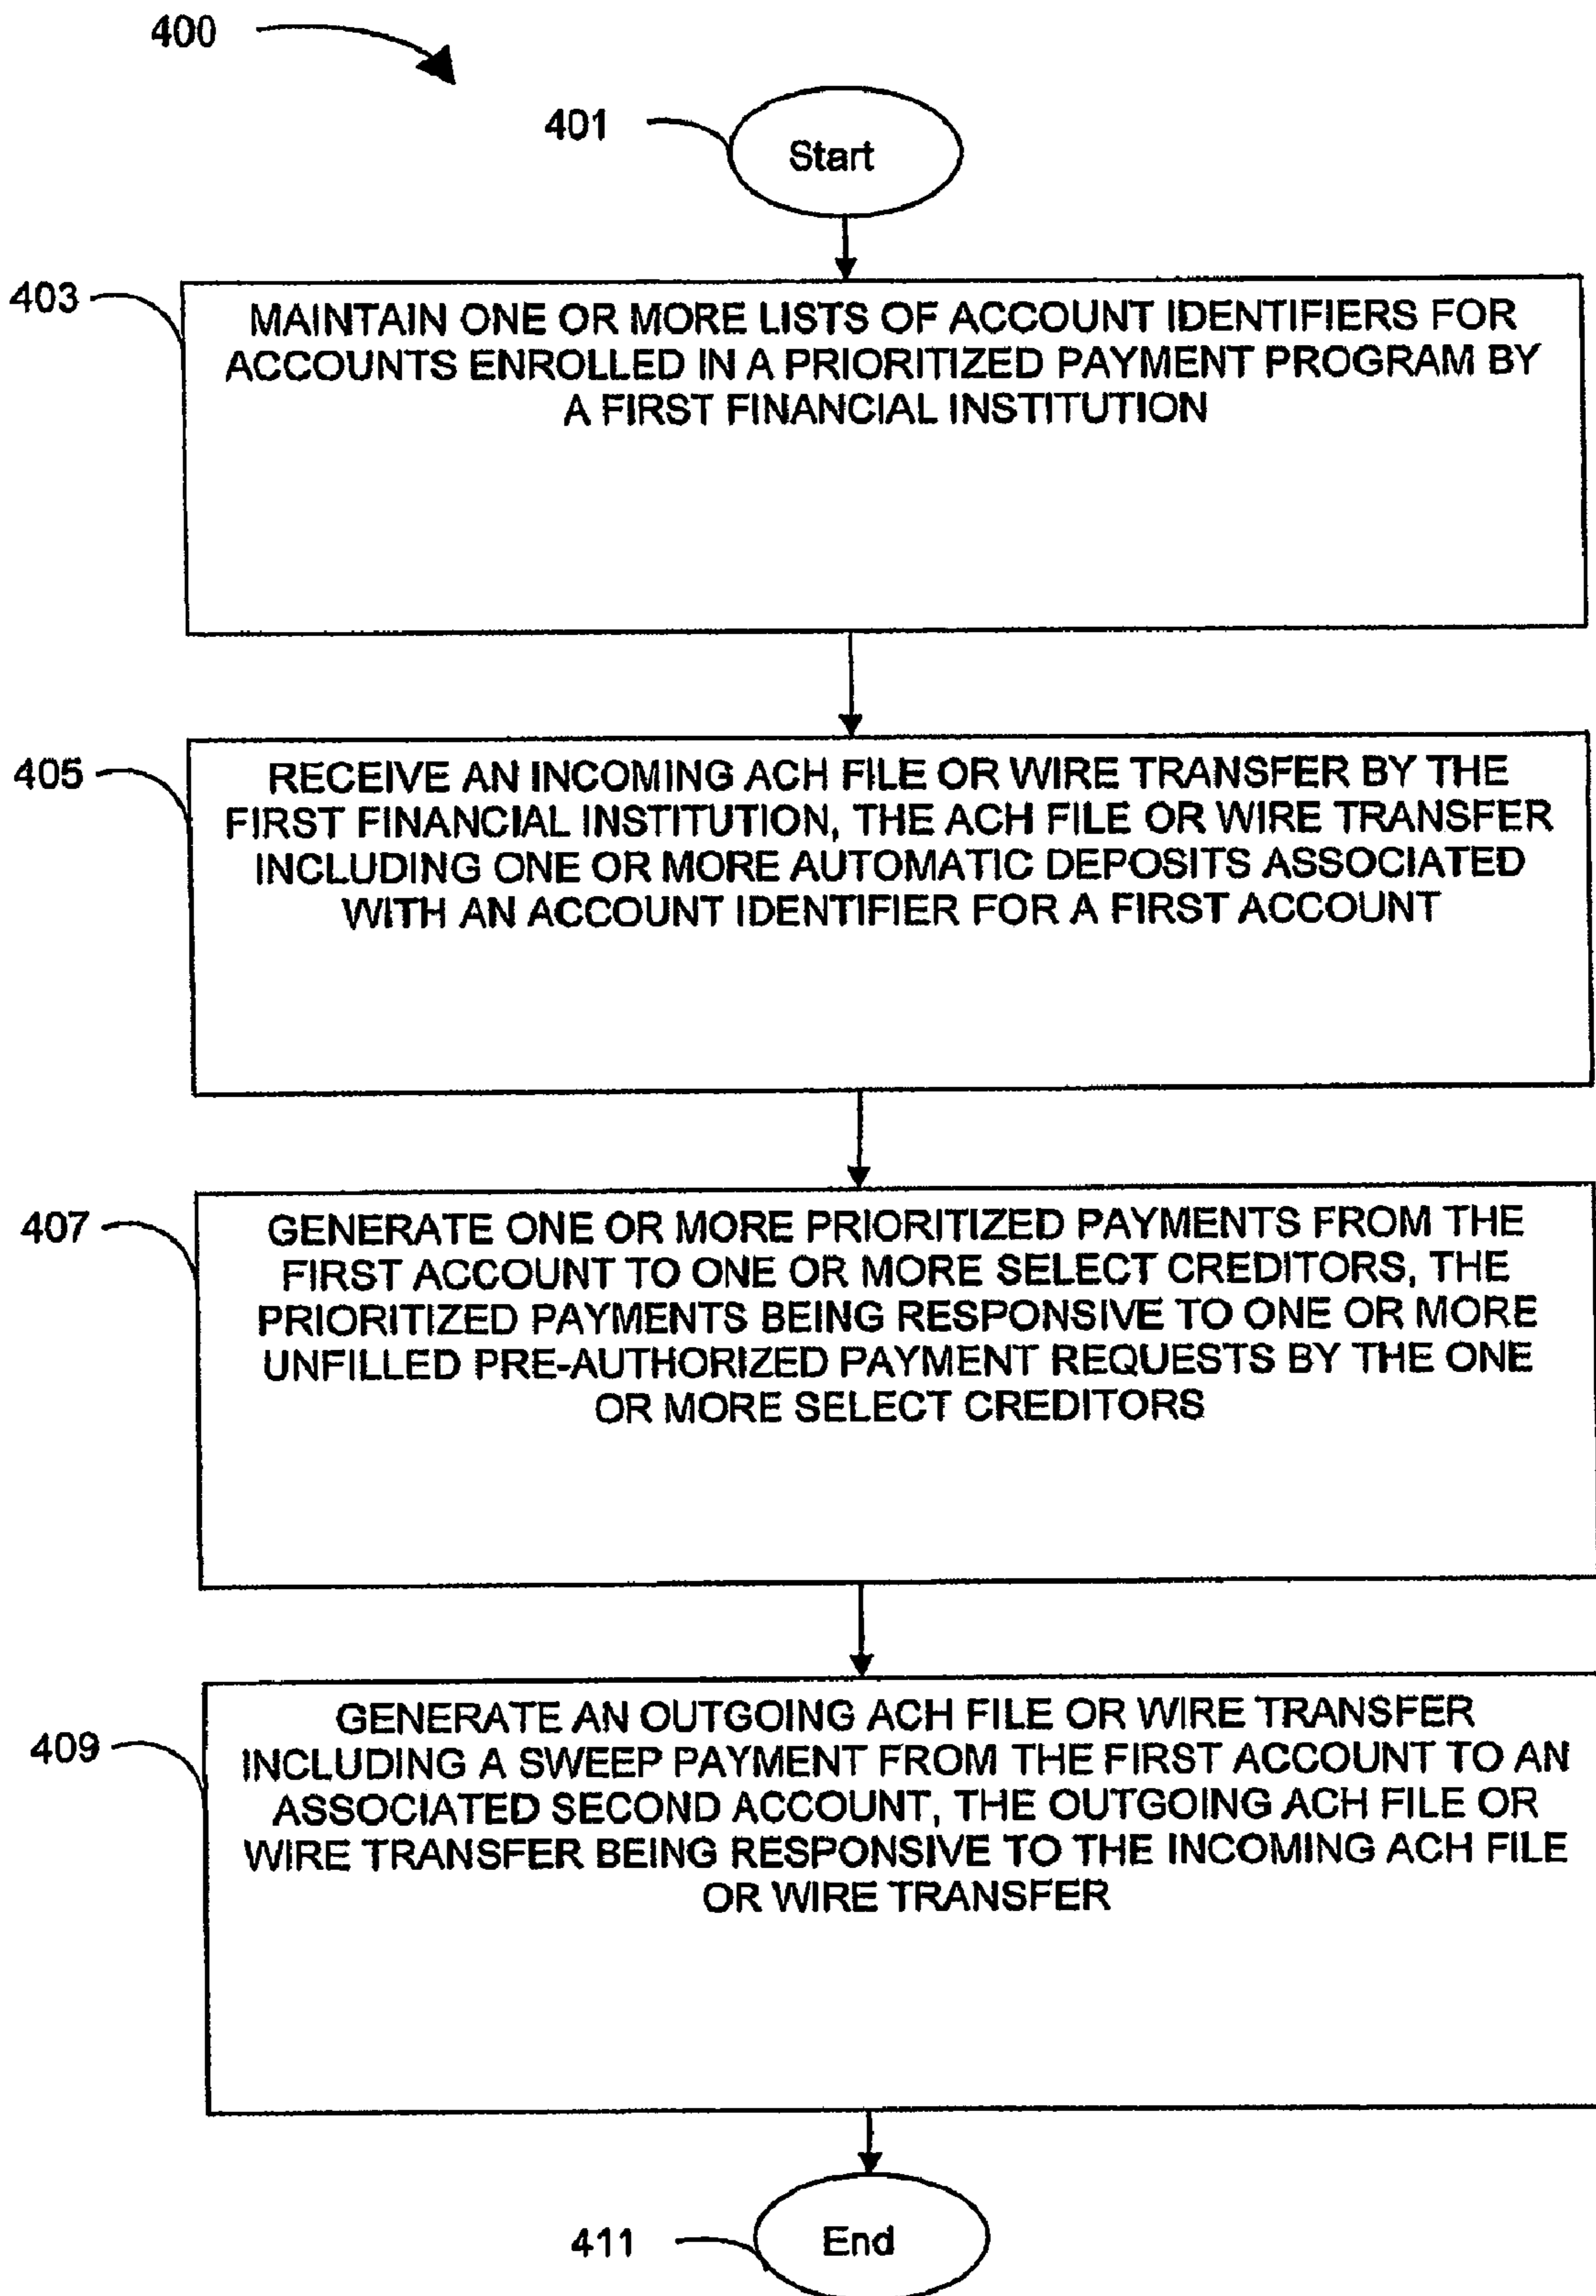 400
401
Start
403
MAINTAIN ONE OR MORE LISTS OF ACCOUNT IDENTIFIERS FOR
ACCOUNTS ENROLLED IN A PRIORITIZED PAYMENT PROGRAM BY
A FIRST FINANCIAL INSTITUTION
405
RECEIVE AN INCOMING ACH FILE OR WIRE TRANSFER BY THE
FIRST FINANCIAL INSTITUTION, THE ACH FILE OR WIRE TRANSFER
INCLUDING ONE OR MORE AUTOMATIC DEPOSITS ASSOCIATED
WITH AN ACCOUNT IDENTIFIER FOR A FIRST ACCOUNT
407
GENERATE ONE OR MORE PRIORITIZED PAYMENTS FROM THE
FIRST ACCOUNT TO ONE OR MORE SELECT CREDITORS, THE
PRIORITIZED PAYMENTS BEING RESPONSIVE TO ONE OR MORE
UNFILLED PRE-AUTHORIZED PAYMENT REQUESTS BY THE ONE
OR MORE SELECT CREDITORS
409
GENERATE AN OUTGOING ACH FILE OR WIRE TRANSFER
INCLUDING A SWEEP PAYMENT FROM THE FIRST ACCOUNT TO AN
ASSOCIATED SECOND ACCOUNT, THE OUTGOING ACH FILE OR
WIRE TRANSFER BEING RESPONSIVE TO THE INCOMING ACH FILE
OR WIRE TRANSFER
411
End